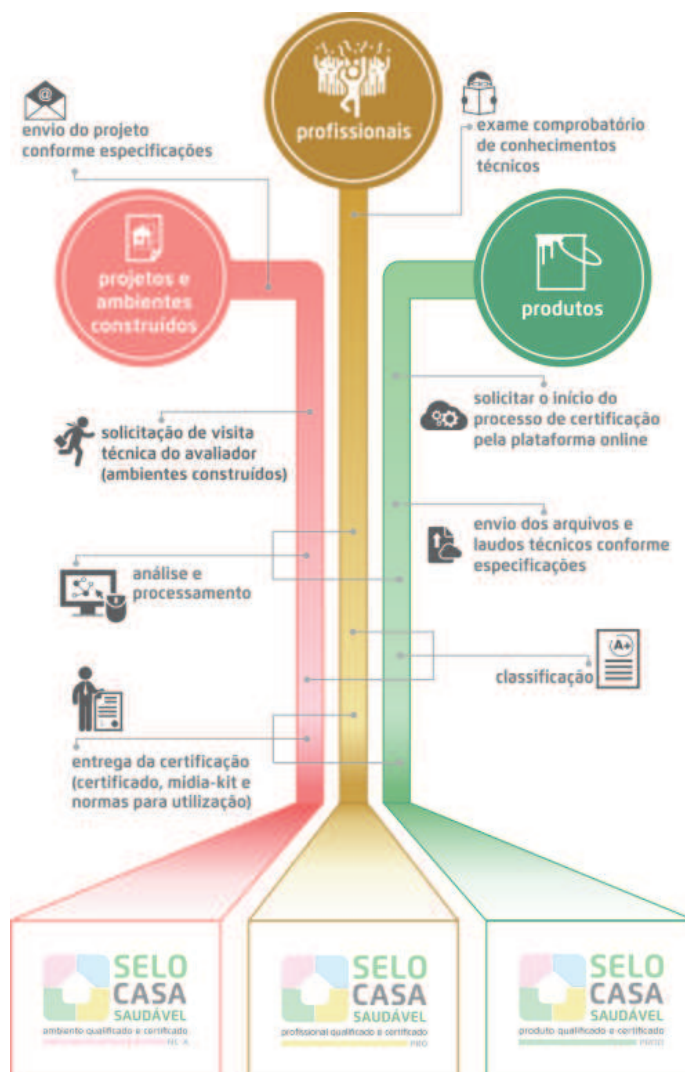 profissionais
@
envio do projeto
conforme especificações
exame comprobatório
de conhecimentos
técnicos
projetos e
ambientes
construídos
produtos
solicitar o início do
processo de certificação
pela plataforma online
solicitação de visita
técnica do avaliador
(ambientes construídos)
envio dos arquivos e
laudos técnicos conforme
especificações
análise e
processamento
A+
classificação
entrega da certificação
(certificado, midia-kit e
normas para utilização)
SELO
CASA
SAUDÁVEL
ambiente qualificado e certificado
SELO
CASA
SAUDÁVEL
profissional qualificado e certificado
PRO
SELO
CASA
SAUDÁVEL
produto qualificado e certificado
PROD